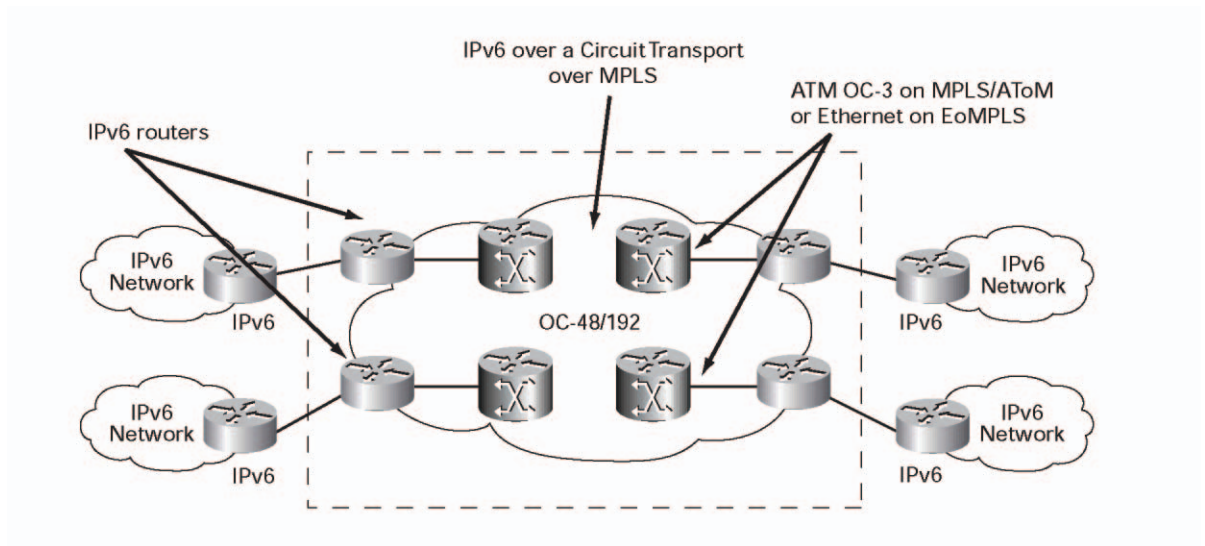 IPv6 over a Circuit Transport
over MPLS
ATM OC-3 on MPLS/AToM
or Ethernet on EoMPLS
IPv6 routers
IPv6
Network
IPv6
IPv6
Network
IPv6
OC-48/192
IPv6
Network
IPv6
IPv6
Network
IPv6